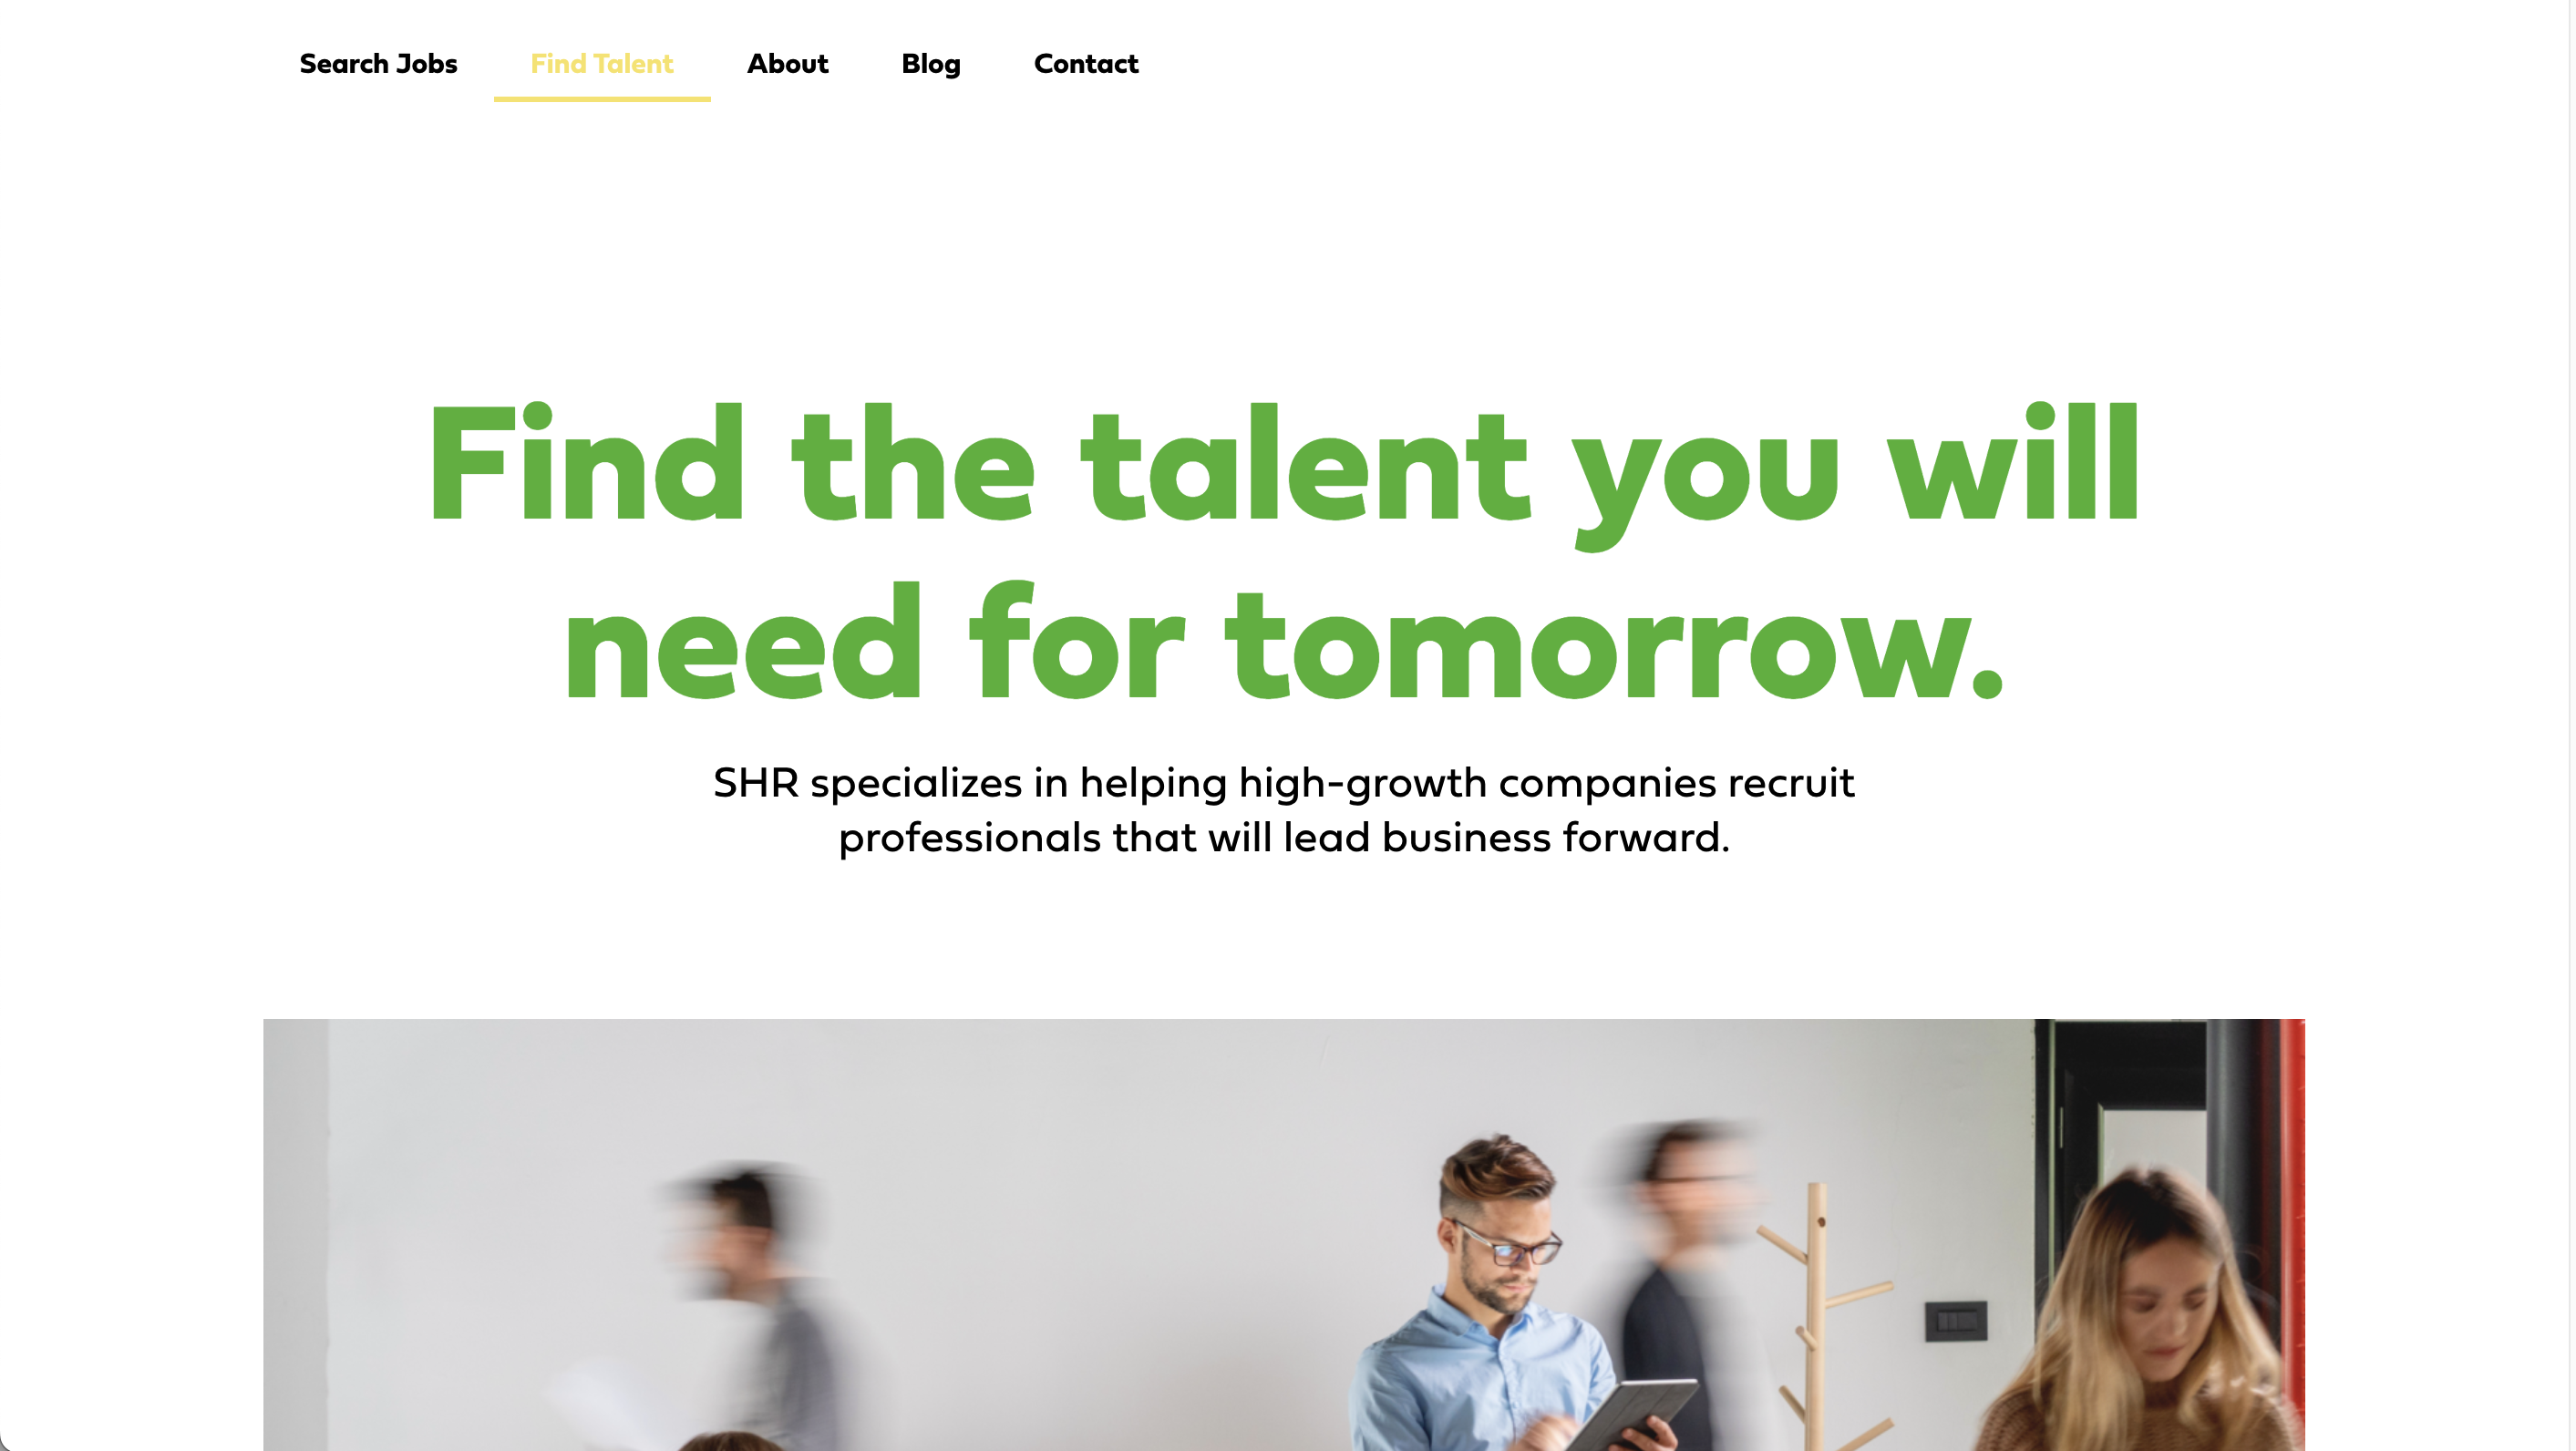 Search Jobs Find Talent About Blog Contact
Find the talent you will
need for tomorrow.
SHR specializes in helping high-growth companies recruit
professionals that will lead business forward.